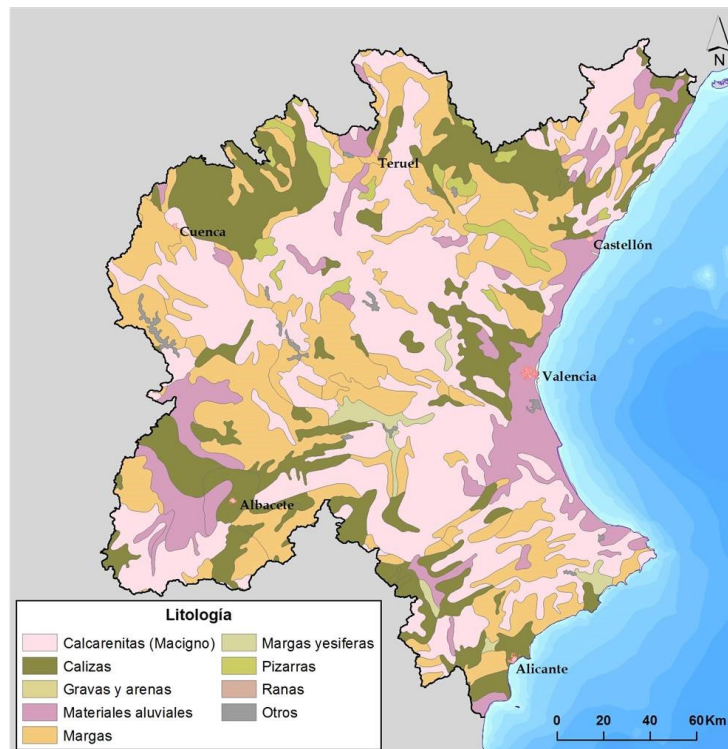 N
Teruel
Cuenca
Castellón
Valencia
Albacete
Alicante
Litología
Calcarenitas (Macigno)
Calizas
Gravas y arenas
Materiales aluviales
Margas
Margas yesiferas
Pizarras
Ranas
Otros
0 20 40 60 Km